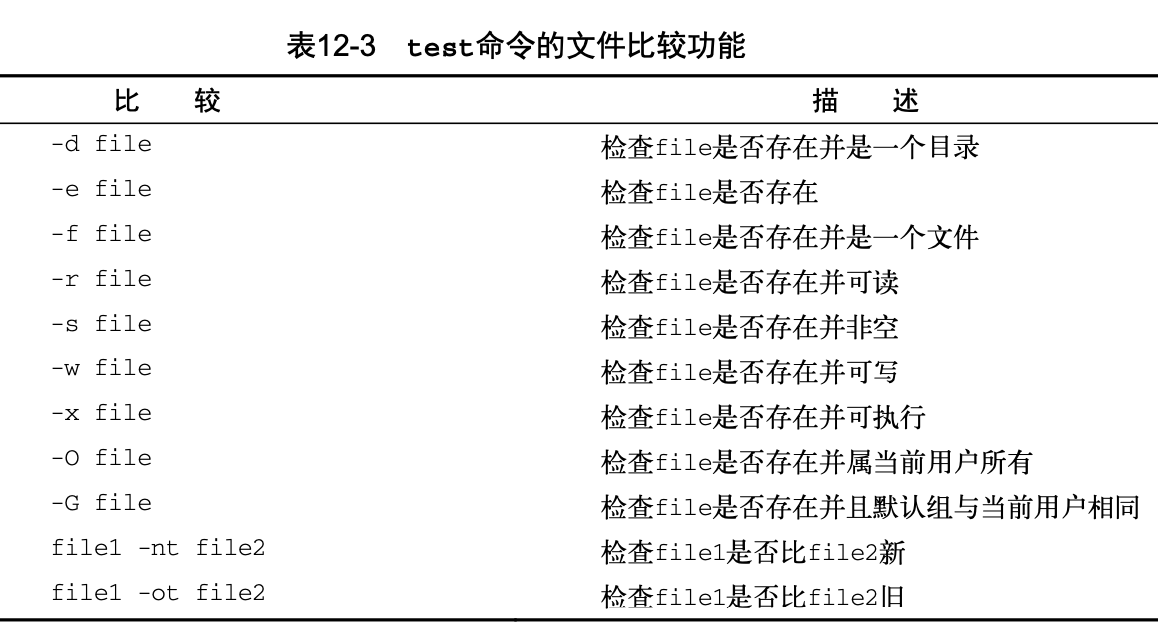 表12-3 test命令的文件比较功能
比 较 描 述
-d file 检查file是否存在并是一个目录
-e file 检查file是否存在
-f file 检查file是否存在并是一个文件
-r file 检查file是否存在并可读
-s file 检查file是否存在并非空
-w file 检查file是否存在并可写
-x file 检查file是否存在并可执行
-O file 检查file是否存在并属当前用户所有
-G file 检查file是否存在并且默认组与当前用户相同
file1 -nt file2 检查file1是否比file2新
file1 -ot file2 检查file1是否比file2旧